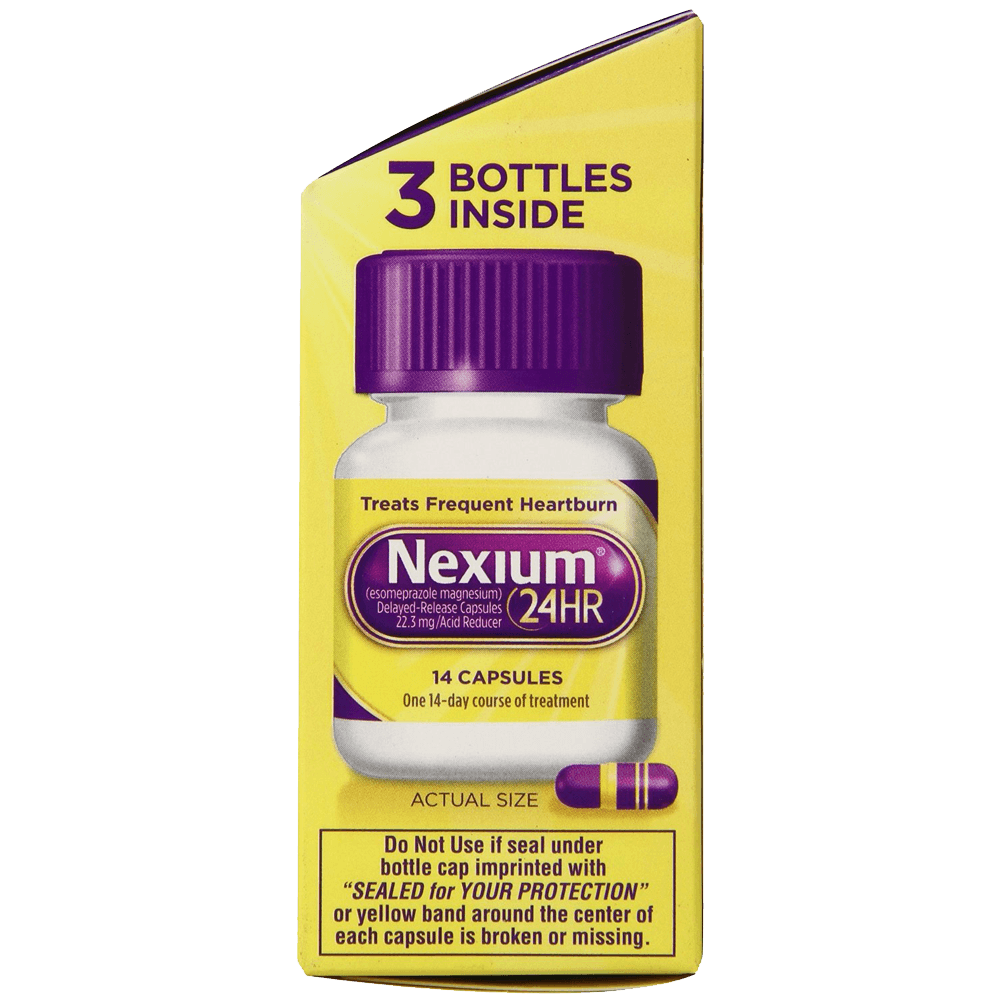 3 BOTTLES
INSIDE
Treats Frequent Heartburn
Nexium®
(esomeprazole magnesium)
Delayed-Release Capsules
22.3 mg/Acid Reducer
24HR
14 CAPSULES
One 14-day course of treatment
ACTUAL SIZE
Do Not Use if seal under
bottle cap imprinted with
"SEALED for YOUR PROTECTION"
or yellow band around the center of
each capsule is broken or missing.